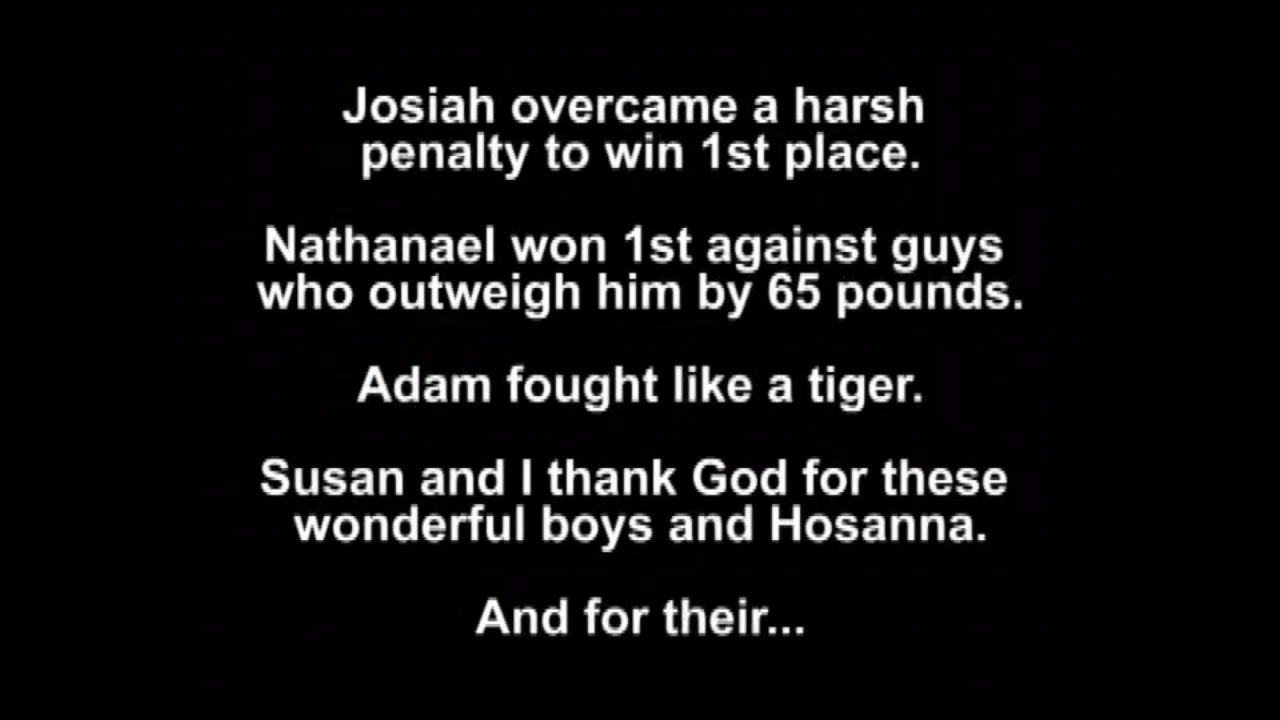 Josiah overcame a harsh
penalty to win 1st place.
Nathanael won 1st against guys
who outweigh him by 65 pounds.
Adam fought like a tiger.
Susan and I thank God for these
wonderful boys and Hosanna.
And for their...